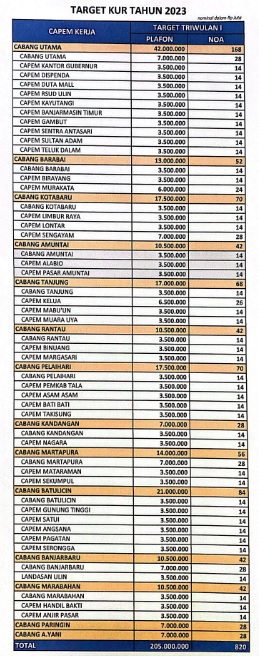 TARGET KUR TAHUN 2023
nominal dalam Rp.
CAPEM KERJA TARGET TRIWULAN I
PLAFON NOA
CABANG UTAMA 42.000.000 168
CABANG UTAMA 7.000.000 28
CAPEM KANTOR GUBERNUR 3.500.000 14
CAPEM DISPENDA 3.500.000 14
CAPEM DUTA MALL 3.500.000 14
CAPEM RSUD ULIN 3.500.000 14
CAPEM KAYUTANGI 3.500.000 14
CAPEM BANJARMASIN TIMUR 3.500.000 14
CAPEM GAMBUT 3.500.000 14
CAPEM SENTRA ANTASARI 3.500.000 14
CAPEM SULTAN ADAM 3.500.000 14
CAPEM TELUK DALAM 3.500.000 14
CABANG BARABAI 13.000.000 52
CAPEM BARABAI 3.500.000 14
CAPEM BIRAYANG 3.500.000 14
CAPEM MURAKATA 6.000.000 24
CABANG KOTABARU 17.500.000 70
CABANG KOTABARU 3.500.000 14
CAPEM LIMBUR RAYA 3.500.000 14
CAPEM LONTAR 3.500.000 14
CAPEM SENGAYAM 7.000.000 28
CABANG AMUNTAI 10.500.000 42
CABANG AMUNTAI 3.500.000 14
CAPEM ALABIO 3.500.000 14
CAPEM PASAR AMUNTAI 3.500.000 14
CABANG TANJUNG 17.000.000 68
CABANG TANJUNG 3.500.000 14
CAPEM KELUA 6.500.000 26
CAPEM MABU'UN 3.500.000 14
CAPEM MUARA UYA 3.500.000 14
CABANG RANTAU 10.500.000 42
CABANG RANTAU 3.500.000 14
CAPEM BINUANG 3.500.000 14
CAPEM MARGASARI 3.500.000 14
CABANG PELAIHARI 17.500.000 70
CABANG PELAIHARI 3.500.000 14
CAPEM PEMKAB TALA 3.500.000 14
CAPEM ASAM ASAM 3.500.000 14
CAPEM BATI BATI 3.500.000 14
CAPEM TAKISUNG 3.500.000 14
CABANG KANDANGAN 7.000.000 28
CABANG KANDANGAN 3.500.000 14
CAPEM NAGARA 3.500.000 14
CABANG MARTAPURA 14.000.000 56
CABANG MARTAPURA 7.000.000 28
CAPEM MATARAMAN 3.500.000 14
CAPEM SEKUMPUL 3.500.000 14
CABANG BATULICIN 21.000.000 84
CABANG BATULICIN 3.500.000 14
CAPEM GUNUNG TINGGI 3.500.000 14
CAPEM SATUI 3.500.000 14
CAPEM ANGSANA 3.500.000 14
CAPEM PAGATAN 3.500.000 14
CAPEM SERONGGA 3.500.000 14
CABANG BANJARBARU 10.500.000 42
CABANG BANJARBARU 7.000.000 28
LANDASAN ULIN 3.500.000 14
CABANG MARABAHAN 10.500.000 42
CABANG MARABAHAN 3.500.000 14
CAPEM HANDIL BAKTI 3.500.000 14
CAPEM ANJIR PASAR 3.500.000 14
CABANG PARINGIN 7.000.000 28
CABANG A.YANI 7.000.000 28
TOTAL 205.000.000 820